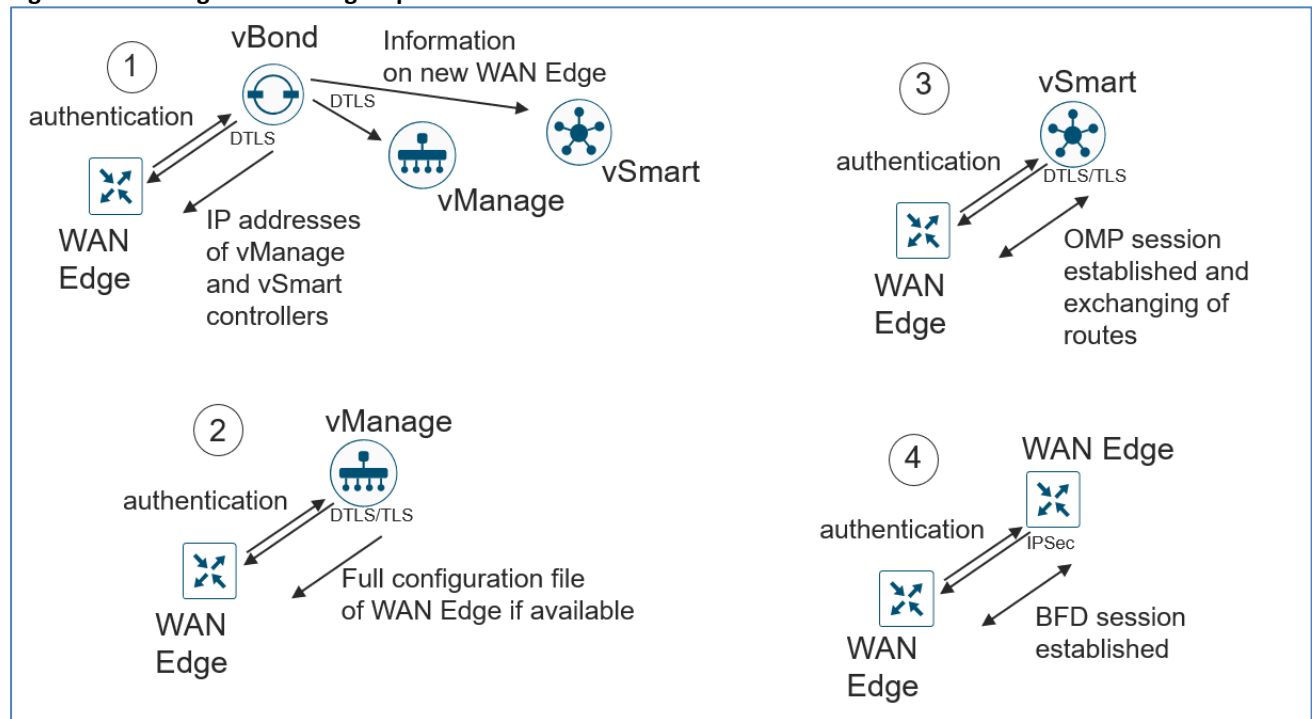 1
vBond
Information
on new WAN Edge
authentication
DTLS
DTLS
vManage
vSmart
WAN
Edge
IP addresses
of vManage
and vSmart
controllers
2
vManage
authentication
DTLS/TLS
WAN
Edge
Full configuration file
of WAN Edge if available
3
vSmart
authentication
DTLS/TLS
WAN
Edge
OMP session
established and
exchanging of
routes
4
WAN Edge
authentication
IPSec
WAN
Edge
BFD session
established